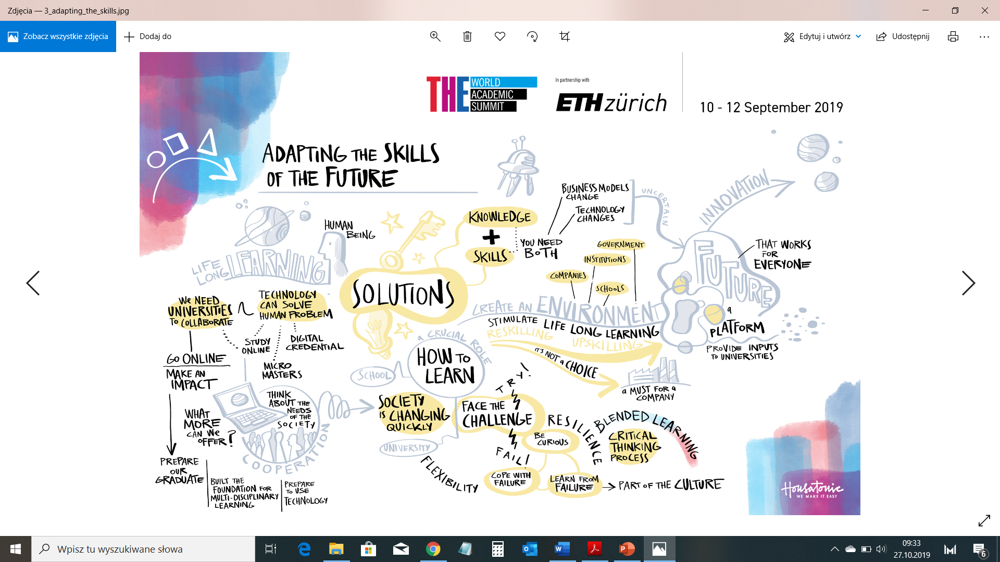 Zdjęcia — 3_adapting_the_skills.jpg
Zobacz wszystkie zdjęcia
Dodaj do
Edytuj i utwórz
Udostępnij
THE WORLD
ACADEMIC
SUMMIT
In partnership with
ETH zürich
10 - 12 September 2019
ADAPTING THE SKILLS
OF THE FUTURE
HUMAN
BEING
LIFE
LONG LEARNING
SOLUTIONS
KNOWLEDGE
+
SKILLS
YOU NEED
BOTH
BUSINESS MODELS
CHANGE
TECHNOLOGY
CHANGES
UNCERTAIN
INNOVATION
FUTURE
THAT WORKS
FOR
EVERYONE
GOVERNMENT
INSTITUTIONS
COMPANIES
SCHOOLS
CREATE AN ENVIRONMENT
STIMULATE LIFE LONG LEARNING
RESKILLING
UPSKILLING
IT'S NOT a CHOICE
a MUST FOR a
COMPANY
a
PLATFORM
PROVIDE INPUTS
TO UNIVERSITIES
WE NEED
UNIVERSITIES
TO COLLABORATE
TECHNOLOGY
CAN SOLVE
HUMAN PROBLEM
STUDY
ONLINE
DIGITAL
CREDENTIAL
MICRO
MASTERS
GO ONLINE
MAKE AN
IMPACT
WHAT
MORE
CAN WE
OFFER?
THINK
ABOUT THE
NEEDS
OF THE
SOCIETY
COOPERATION
PREPARE
OUR
GRADUATE
BUILT THE
FOUNDATION FOR
MULTI-DISCIPLINARY
LEARNING
PREPARE
TO USE
TECHNOLOGY
a CRUCIAL ROLE
HOW TO
LEARN
SCHOOL
UNIVERSITY
SOCIETY
IS CHANGING
QUICKLY
FACE THE
CHALLENGE
TRY!
FAIL!
BE
CURIOUS
RESILIENCE
FLEXIBILITY
COPE WITH
FAILURE
LEARN FROM
FAILURE
PART OF THE CULTURE
BLENDED LEARNING
CRITICAL
THINKING
PROCESS
Housatonic
WE MAKE IT EASY
Wpisz tu wyszukiwane słowa
09:33
27.10.2019
6